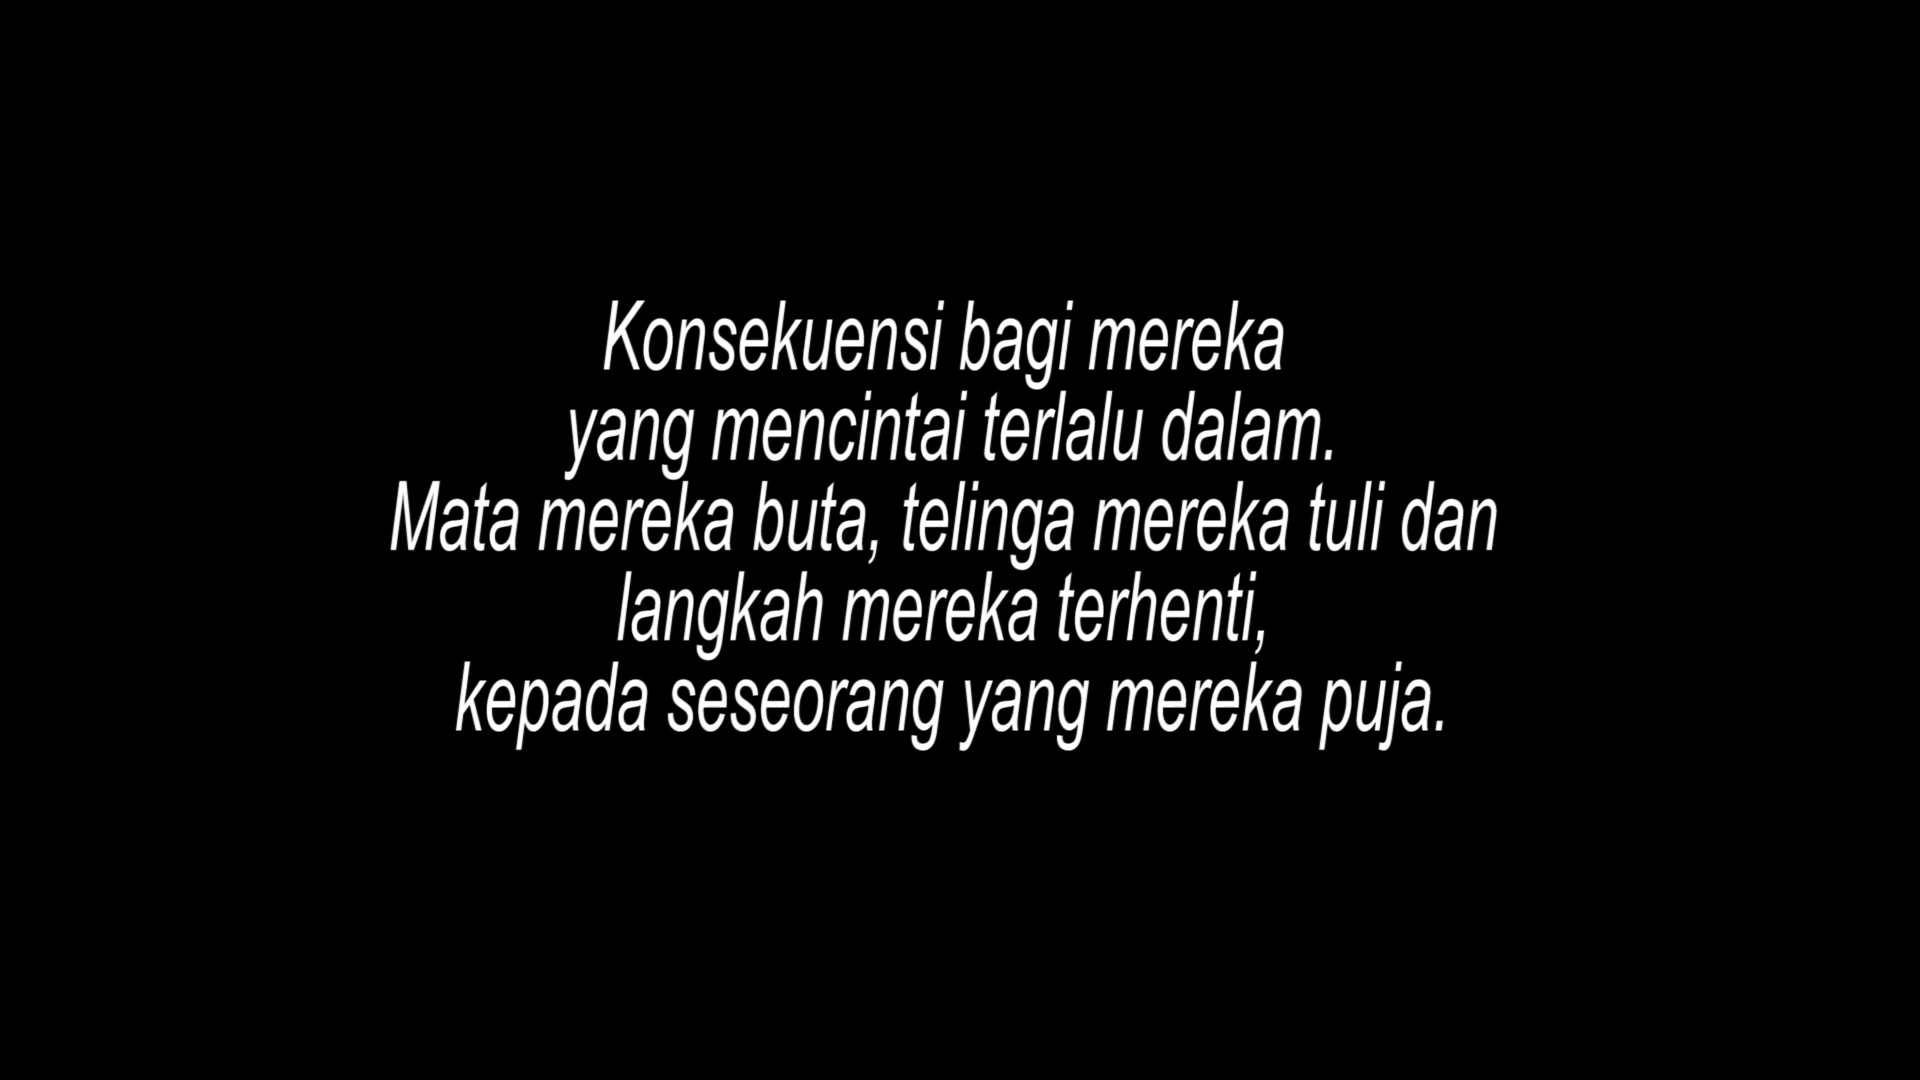 Konsekuensi bagi mereka
yang mencintai terlalu dalam.
Mata mereka buta, telinga mereka tuli dan
langkah mereka terhenti,
kepada seseorang yang mereka puja.